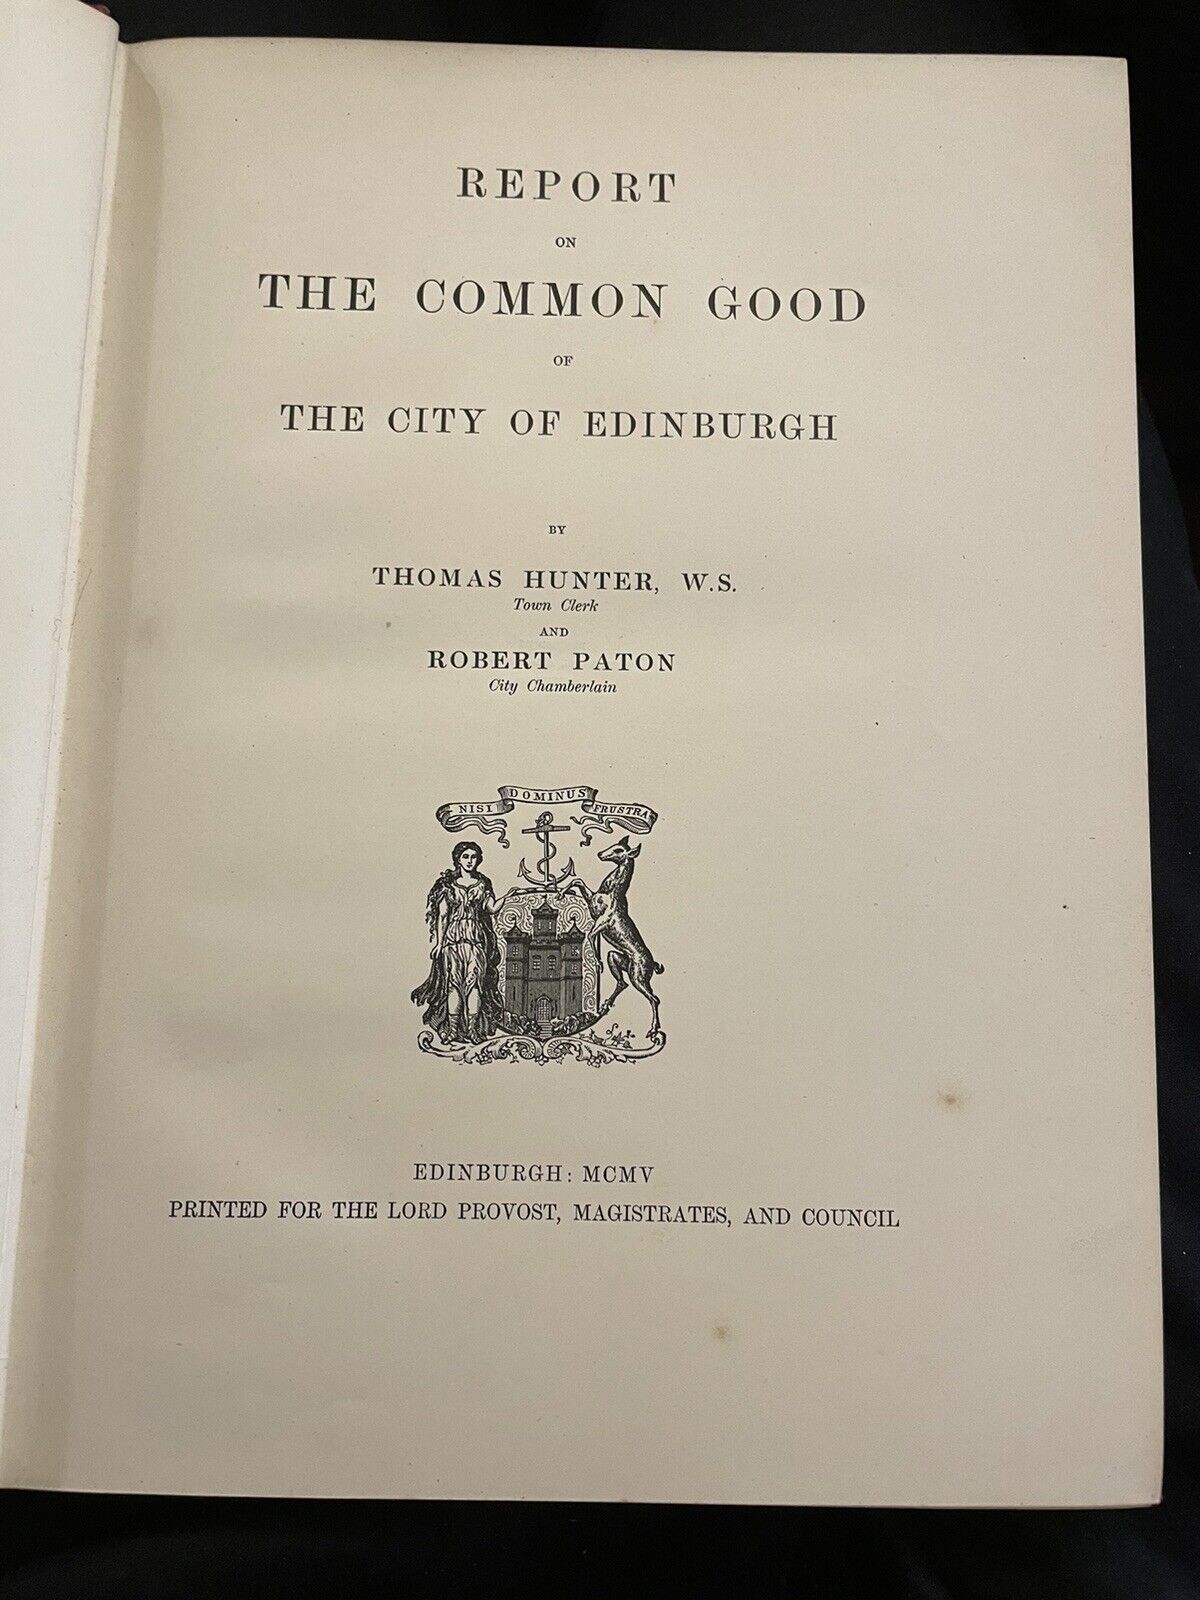 REPORT
ON
THE COMMON GOOD
OF
THE CITY OF EDINBURGH
BY
THOMAS HUNTER, W.S.
Town Clerk
AND
ROBERT PATON
City Chamberlain
NISI DOMINUS FRUSTRA
EDINBURGH: MCMV
PRINTED FOR THE LORD PROVOST, MAGISTRATES, AND COUNCIL